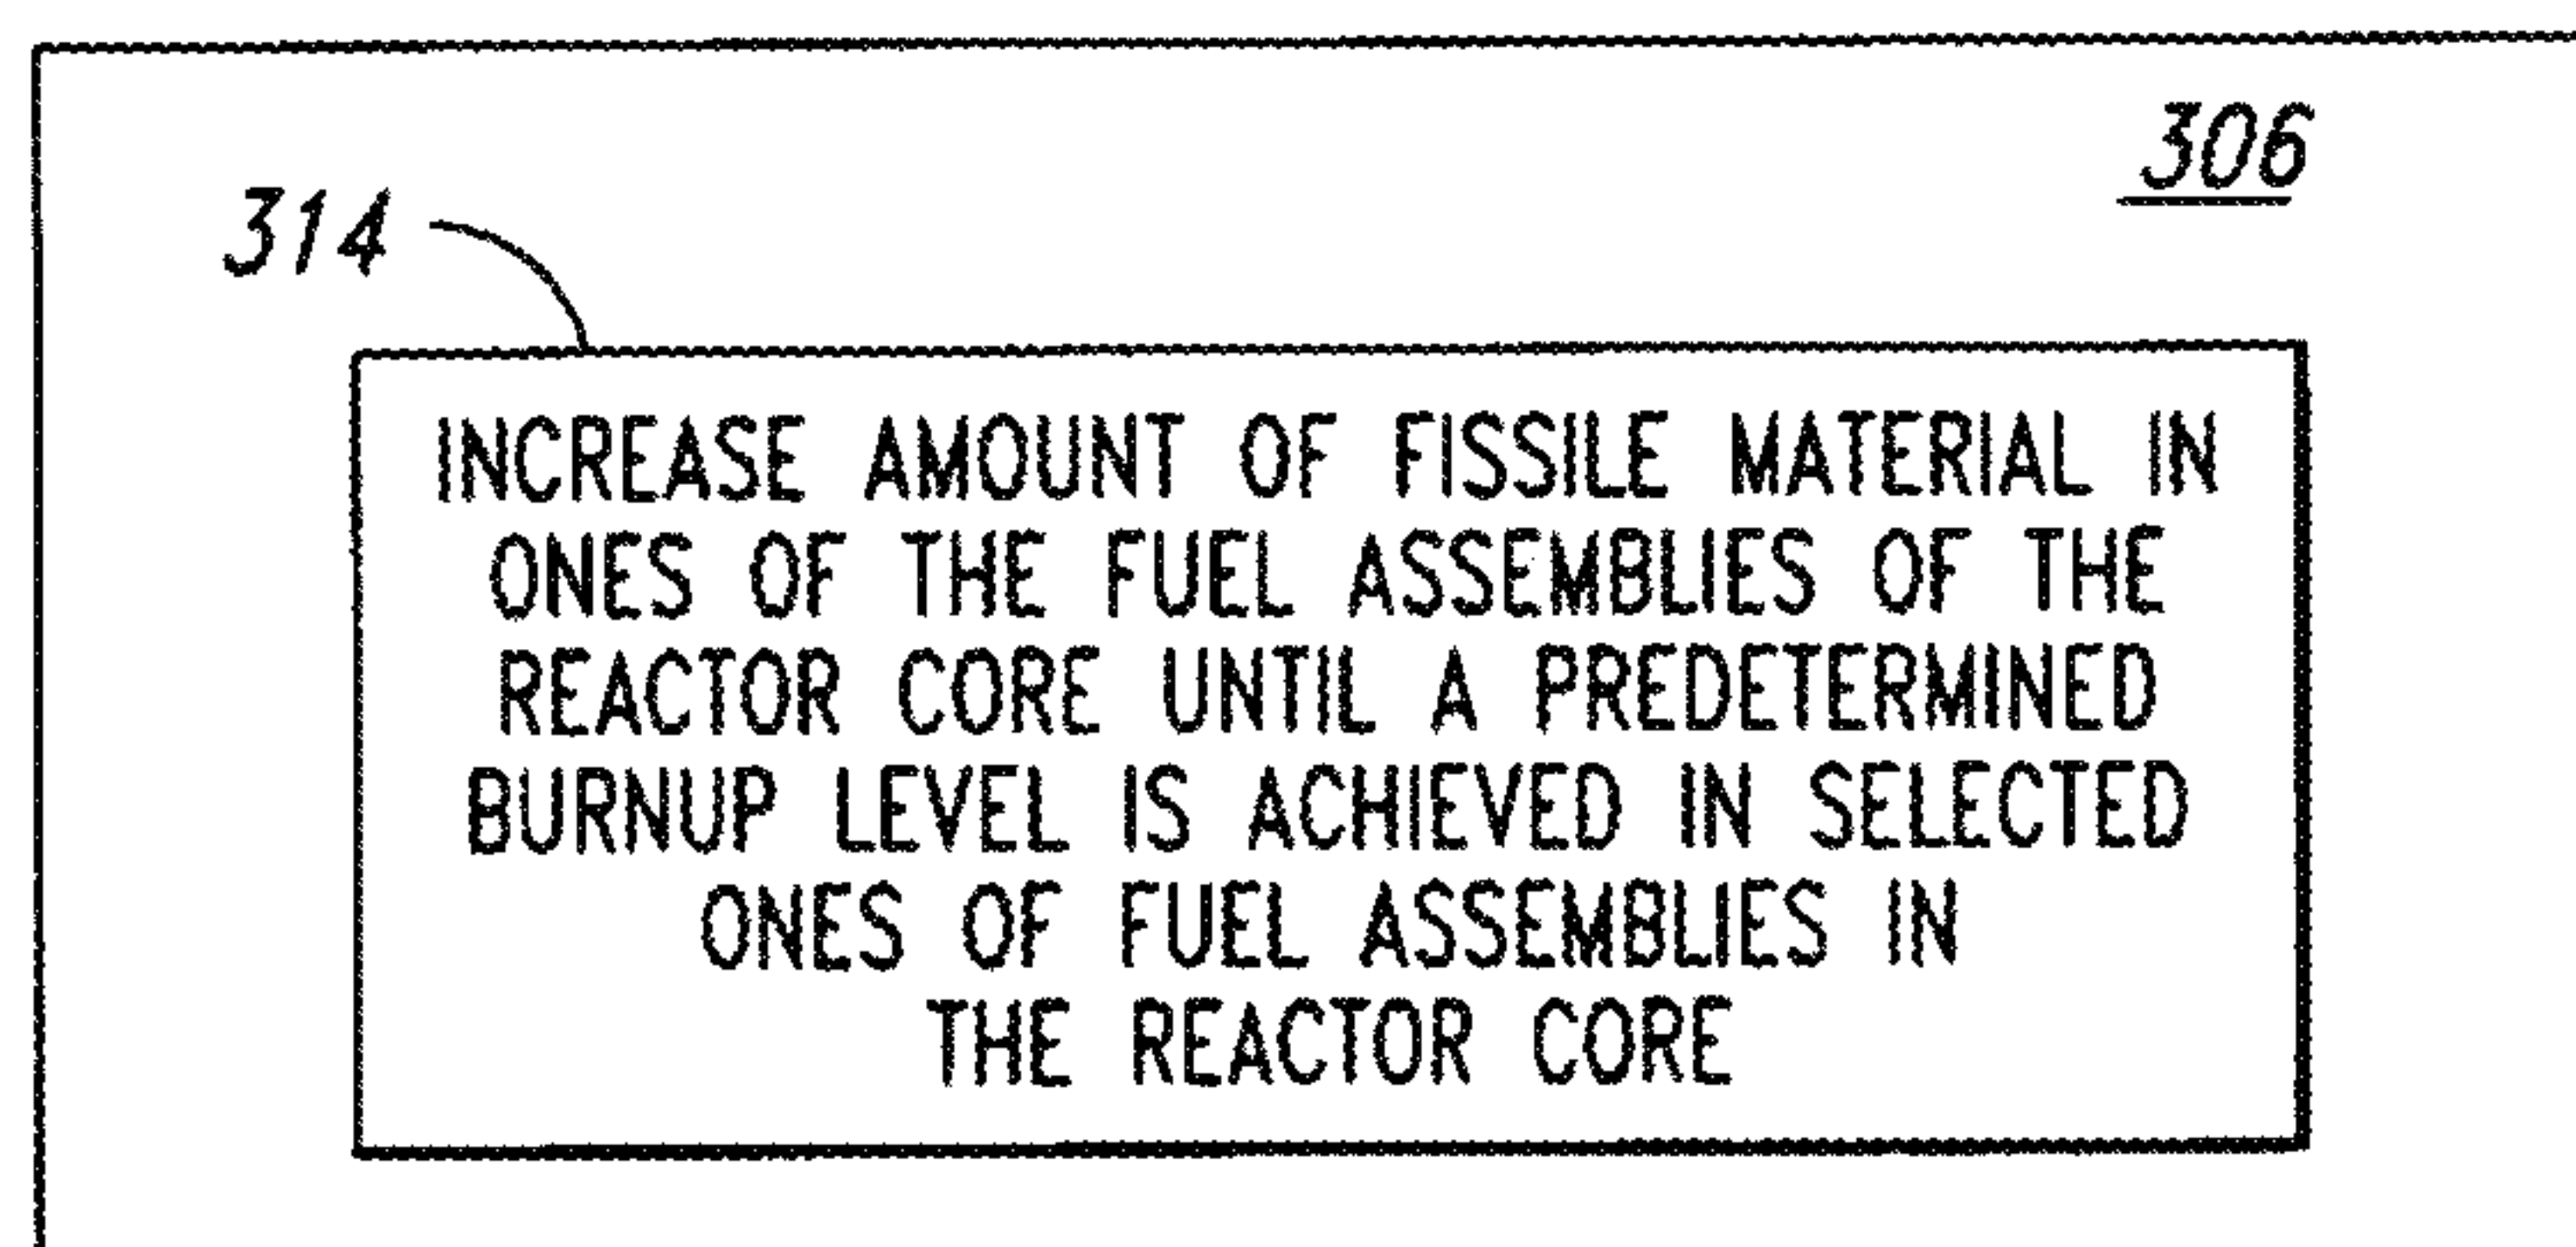 306
314
INCREASE AMOUNT OF FISSILE MATERIAL IN
ONES OF THE FUEL ASSEMBLIES OF THE
REACTOR CORE UNTIL A PREDETERMINED
BURNUP LEVEL IS ACHIEVED IN SELECTED
ONES OF FUEL ASSEMBLIES IN
THE REACTOR CORE